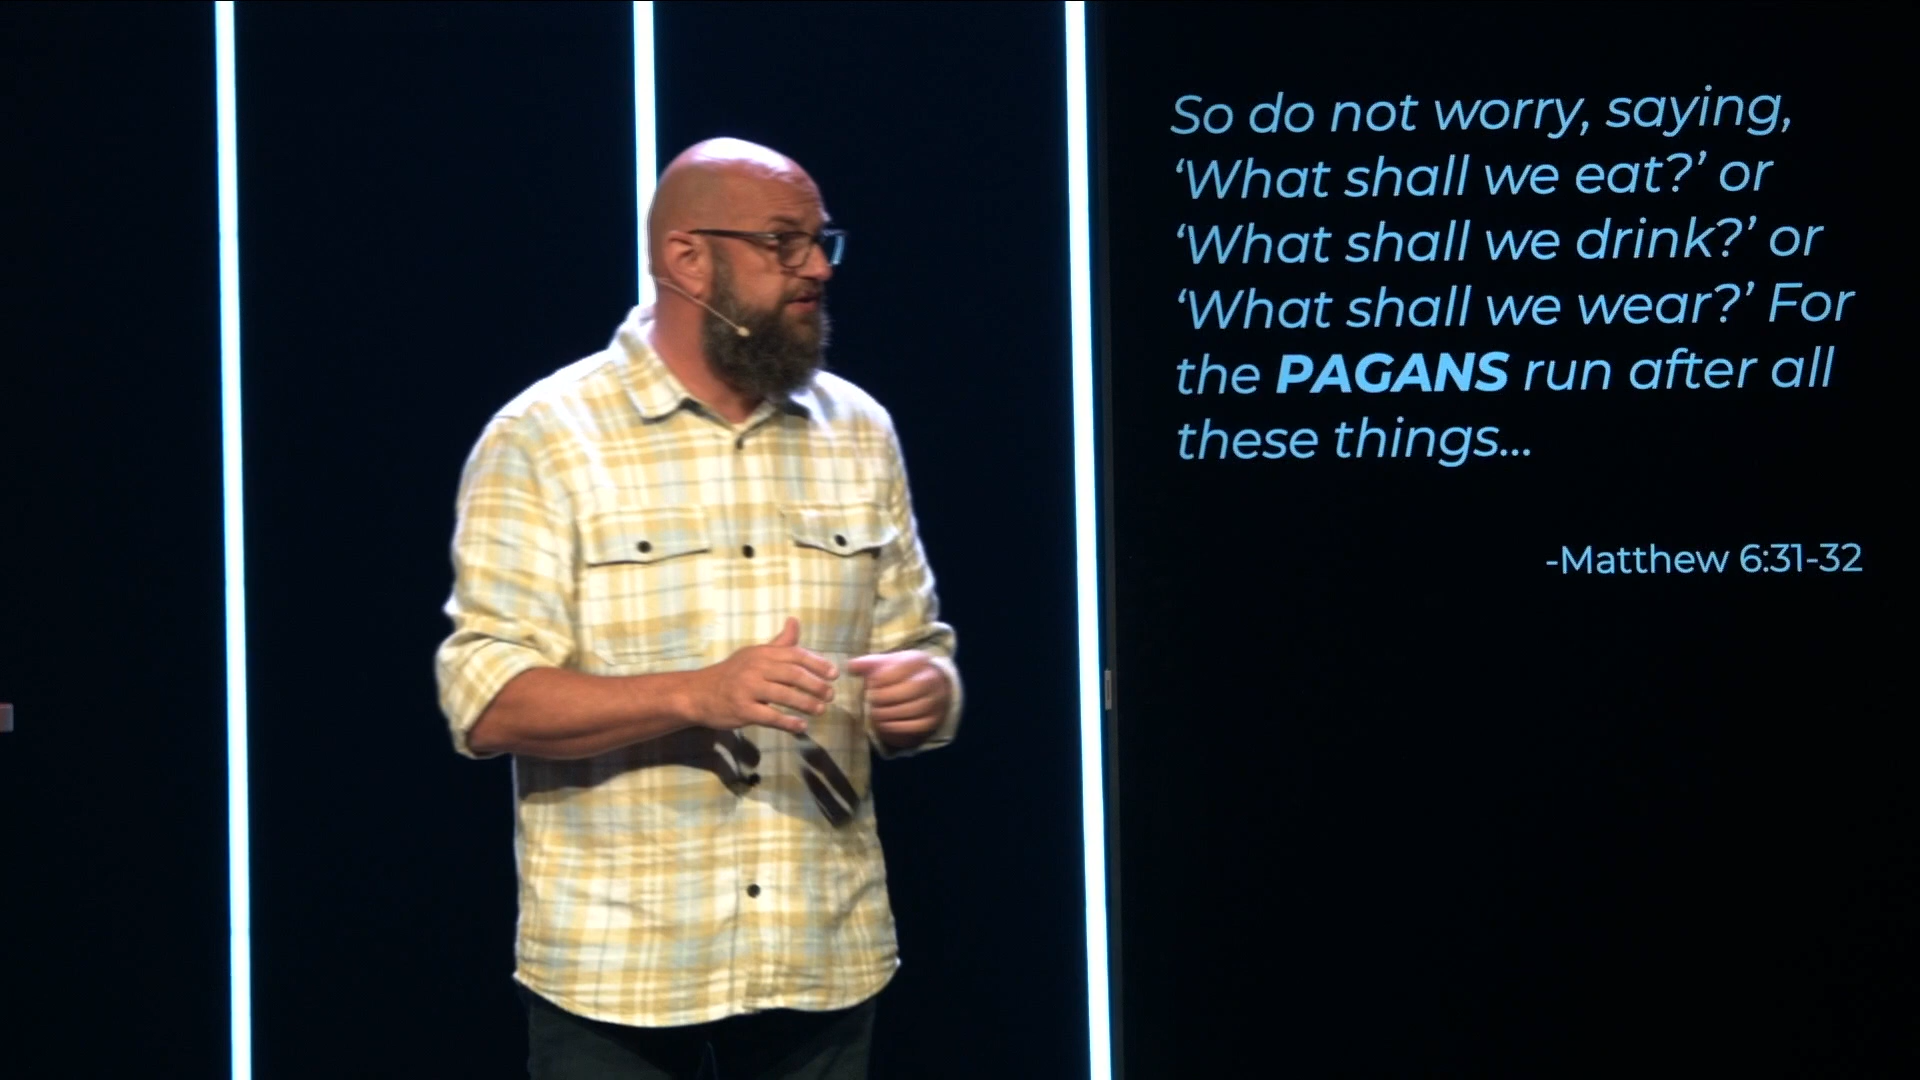 So do not worry, saying,
‘What shall we eat?’ or
‘What shall we drink?’ or
‘What shall we wear?’ For
the PAGANS run after all
these things...
-Matthew 6:31-32